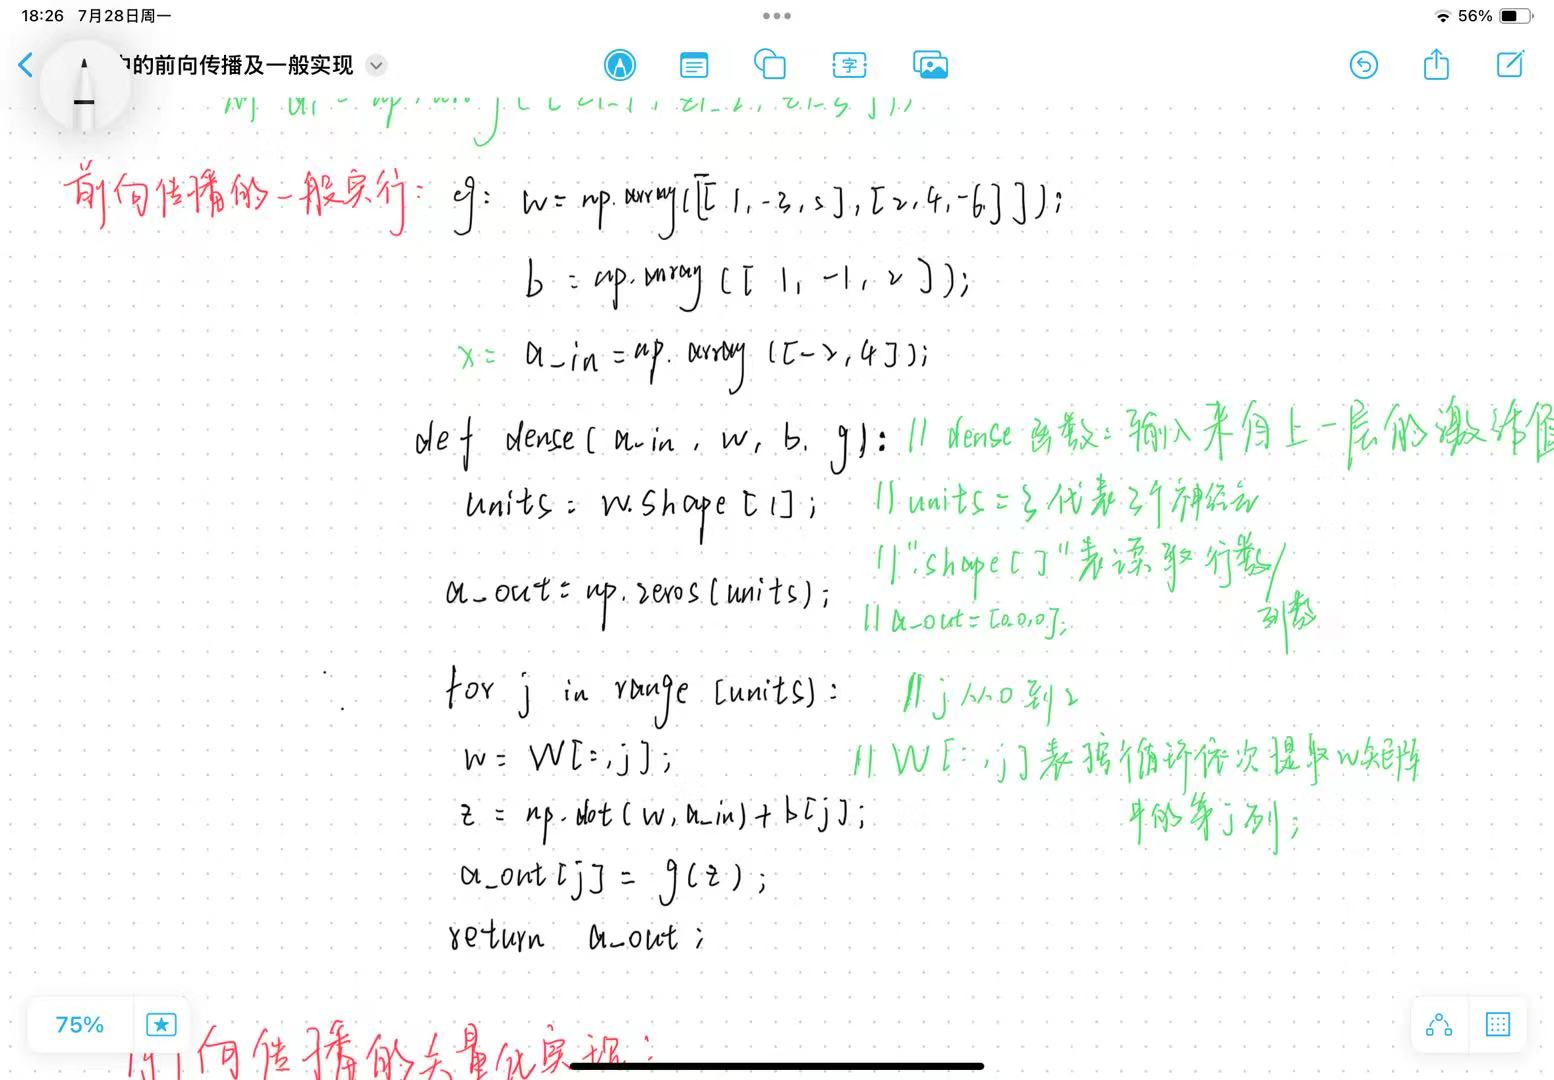 18:26 7月28日周一
56%
中的前向传播及一般实现
前向传播的一般实行: eg: w = np.array([[1,-3,5],[2,4,-6]]);
b = np.array([1,-1,2]);
x= a_in = np.array([-2,4]);
def dense(a_in, w, b, g): // dense 函数:输入来自上一层的激活值
units = w.shape[1]; // units = 3 代表3个神经元
// ".shape[ ]" 表读取行数/列数
a_out = np.zeros(units); // a_out = [0,0,0];
for j in range(units): // j从0到2
w = W[:,j]; // W[:,j] 表按循环依次提取w矩阵
中的第j列;
z = np.dot(w, a_in) + b[j];
a_out[j] = g(z);
return a_out;
75%
前向传播的矢量化实现: